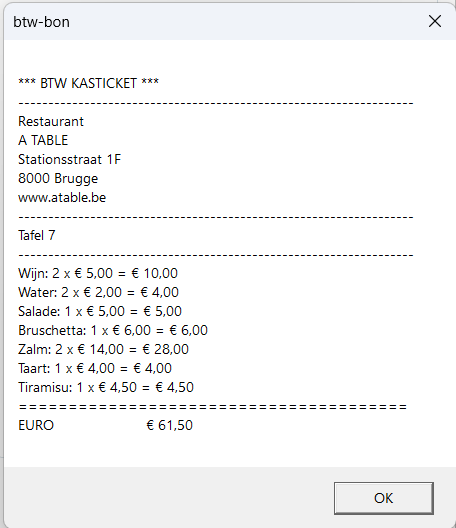 btw-bon
*** BTW KASTICKET ***
------------------------------------------------------------------
Restaurant
A TABLE
Stationsstraat 1F
8000 Brugge
www.atable.be
------------------------------------------------------------------
Tafel 7
------------------------------------------------------------------
Wijn: 2 x € 5,00 = € 10,00
Water: 2 x € 2,00 = € 4,00
Salade: 1 x € 5,00 = € 5,00
Bruschetta: 1 x € 6,00 = € 6,00
Zalm: 2 x € 14,00 = € 28,00
Taart: 1 x € 4,00 = € 4,00
Tiramisu: 1 x € 4,50 = € 4,50
=======================================
EURO € 61,50
OK